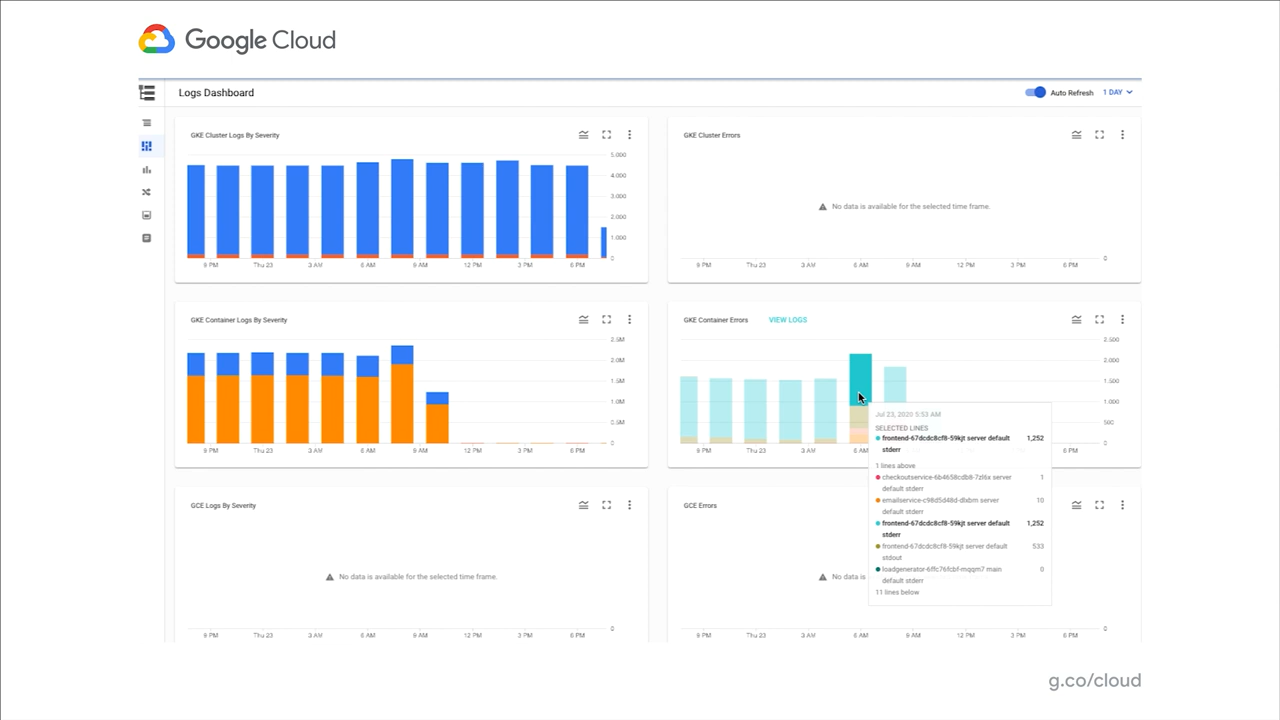 Google Cloud
Logs Dashboard
Auto Refresh
1 DAY
GKE Cluster Logs By Severity
5.000
4.000
3.000
2.000
1.000
0
9 PM
Thu 23
3 AM
6 AM
9 AM
12 PM
3 PM
6 PM
GKE Cluster Errors
No data is available for the selected time frame.
0
9 PM
Thu 23
3 AM
6 AM
9 AM
12 PM
3 PM
6 PM
GKE Container Logs By Severity
2.5M
2.0M
1.5M
1.0M
0.5M
0
9 PM
Thu 23
3 AM
6 AM
9 AM
12 PM
3 PM
6 PM
GKE Container Errors
VIEW LOGS
2.500
2.000
1.500
1.000
500
0
9 PM
Thu 23
3 AM
6 AM
6 PM
Jul 23, 2020 5:53 AM
SELECTED LINES
frontend-67dcdc8cf8-59kjt server default 1,252
stderr
1 lines above
checkoutservice-6b4658cdb8-7zl6x server 1
default stderr
emailservice-c98d5d48d-dbxbm server 10
default stderr
frontend-67dcdc8cf8-59kjt server default 1,252
stderr
frontend-67dcdc8cf8-59kjt server default 533
stdout
loadgenerator-6ffc76fcbf-mqqm7 main 0
default stderr
11 lines below
GCE Logs By Severity
No data is available for the selected time frame.
0
9 PM
Thu 23
3 AM
6 AM
9 AM
12 PM
3 PM
6 PM
GCE Errors
No data is
0
9 PM
Thu 23
3 AM
6 AM
9 AM
12 PM
3 PM
6 PM
g.co/cloud